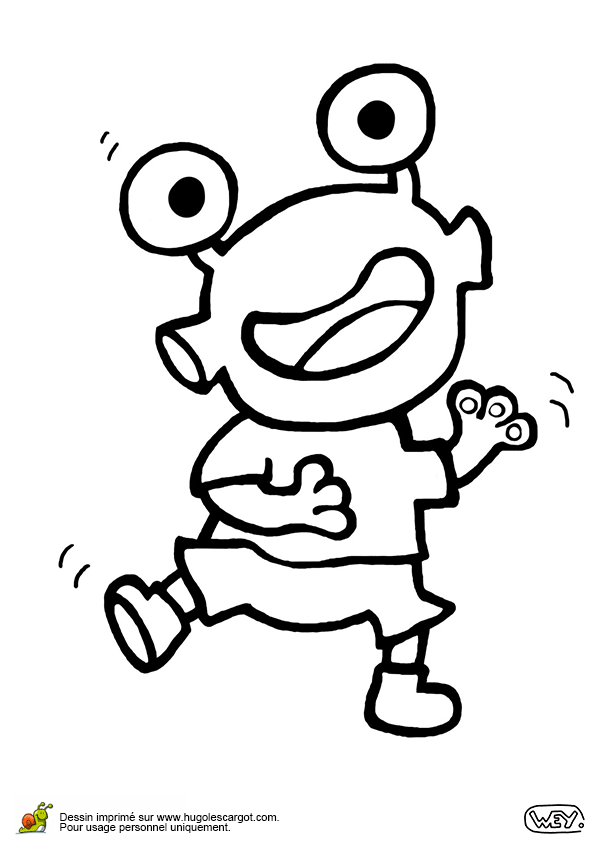 Dessin imprimé sur www.hugolescargot.com.
Pour usage personnel uniquement.
WEY.